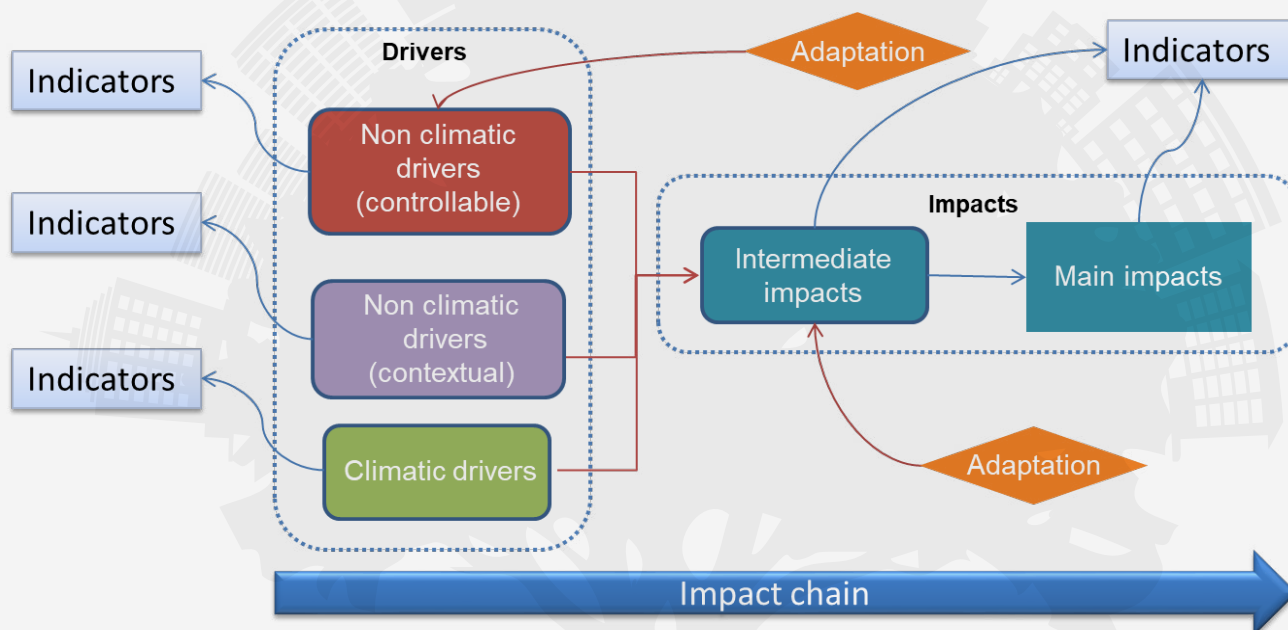 Drivers
Adaptation
Indicators
Indicators
Non climatic
drivers
(controllable)
Impacts
Indicators
Intermediate
impacts
Main impacts
Non climatic
drivers
(contextual)
Indicators
Climatic drivers
Adaptation
Impact chain